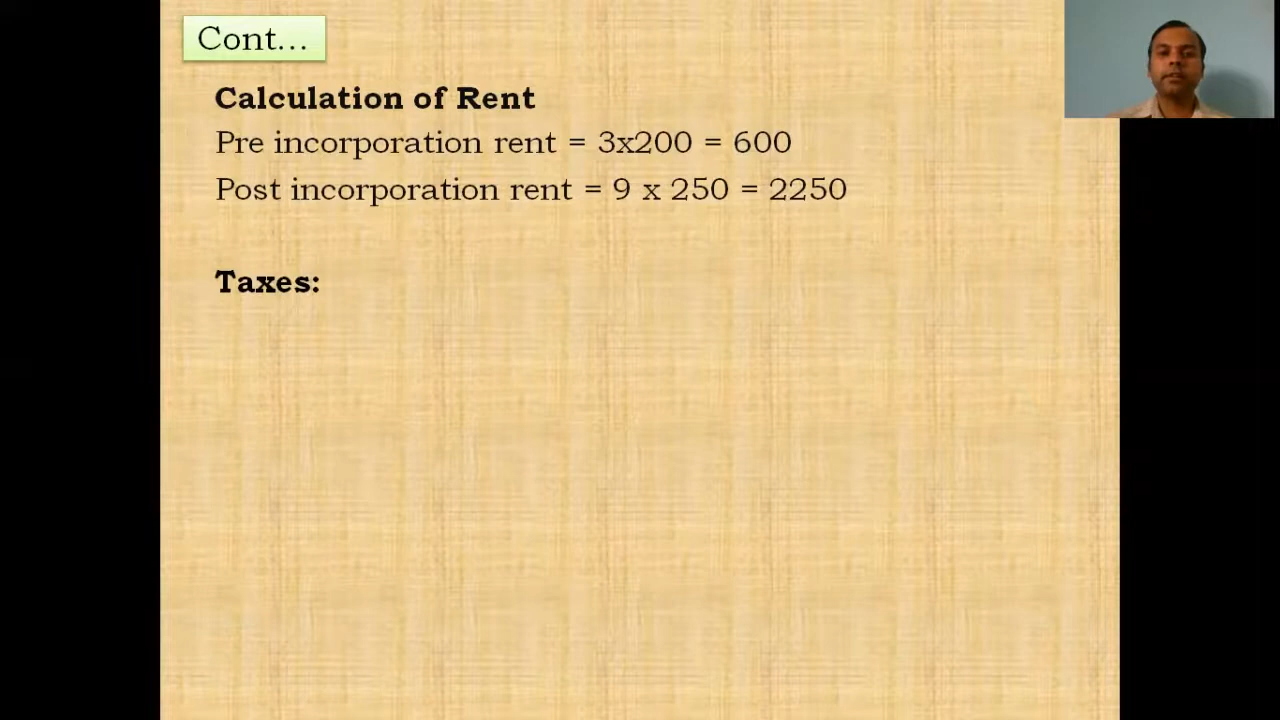 Cont...
Calculation of Rent
Pre incorporation rent = 3x200 = 600
Post incorporation rent = 9 x 250 = 2250
Taxes: